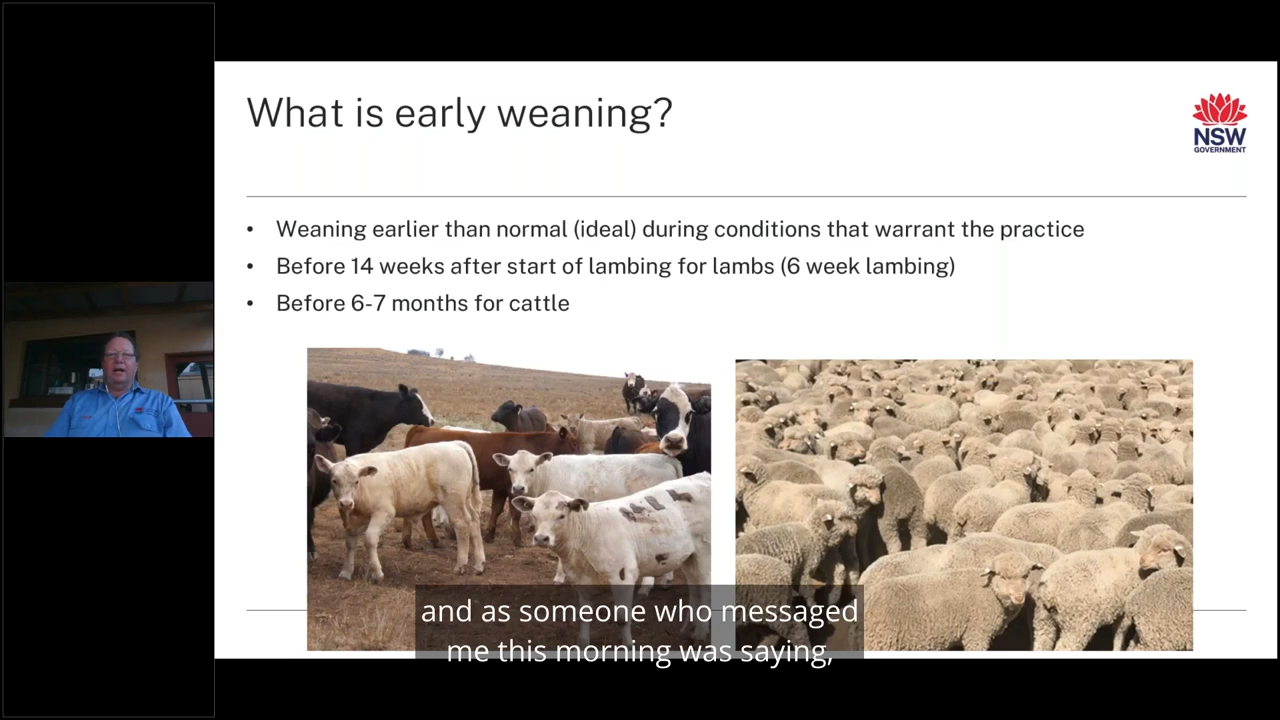 What is early weaning?
NSW
GOVERNMENT
• Weaning earlier than normal (ideal) during conditions that warrant the practice
• Before 14 weeks after start of lambing for lambs (6 week lambing)
• Before 6-7 months for cattle
and as someone who messaged
me this morning was saying,